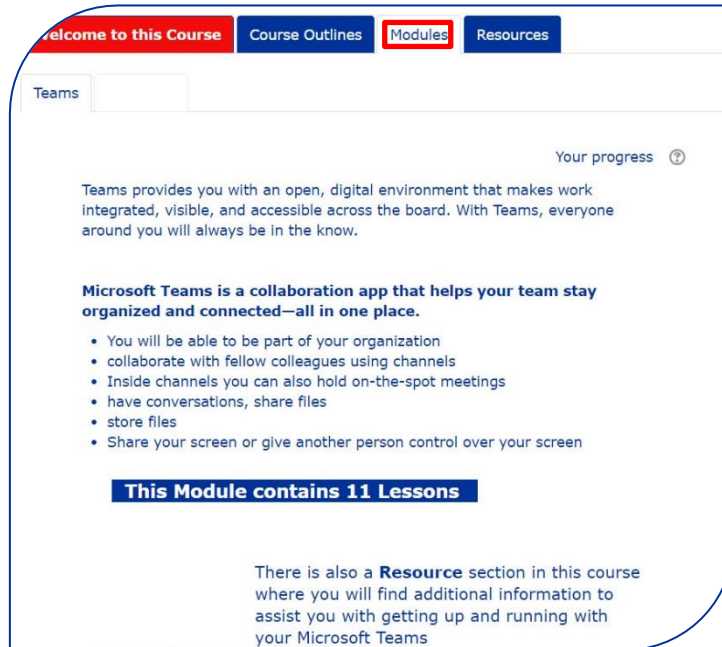 Welcome to this Course Course Outlines Modules Resources
Teams
Your progress
Teams provides you with an open, digital environment that makes work
integrated, visible, and accessible across the board. With Teams, everyone
around you will always be in the know.
Microsoft Teams is a collaboration app that helps your team stay
organized and connected—all in one place.
• You will be able to be part of your organization
• collaborate with fellow colleagues using channels
• Inside channels you can also hold on-the-spot meetings
• have conversations, share files
• store files
• Share your screen or give another person control over your screen
This Module contains 11 Lessons
There is also a Resource section in this course
where you will find additional information to
assist you with getting up and running with
your Microsoft Teams